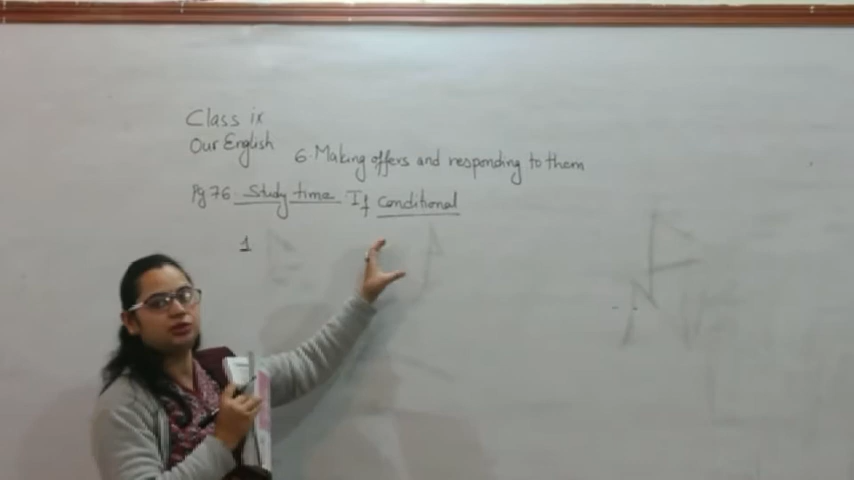 Class ix
Our English
6. Making offers and responding to them
Pg 76. Study time If Conditional
1